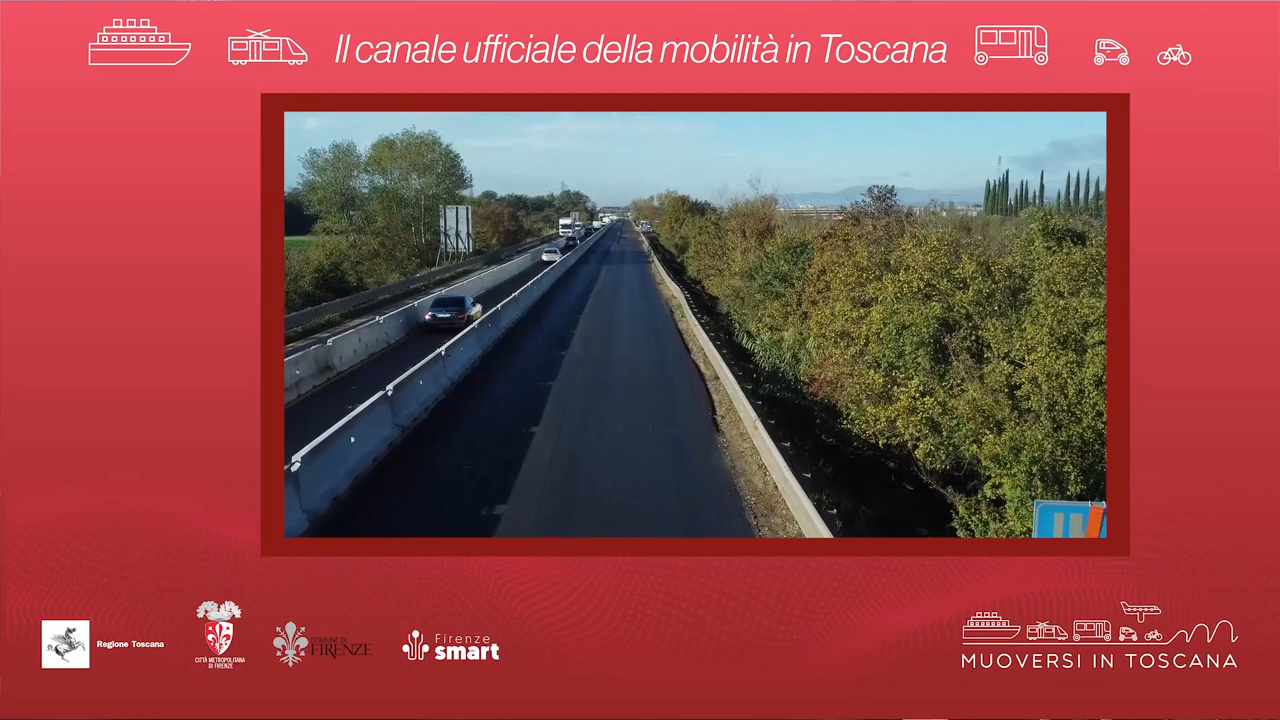 Il canale ufficiale della mobilità in Toscana
Regione Toscana
CITTÀ METROPOLITANA
DI FIRENZE
COMUNE DI
FIRENZE
Firenze
smart
MUOVERSI IN TOSCANA